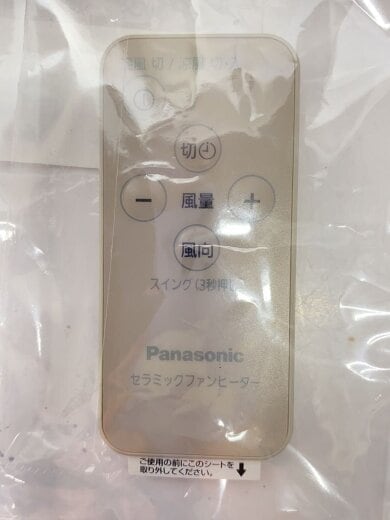 切
－ 風量 ＋
風向
スイング（3秒押
Panasonic
セラミックファンヒーター
ご使用の前にこのシートを
取り外してください。